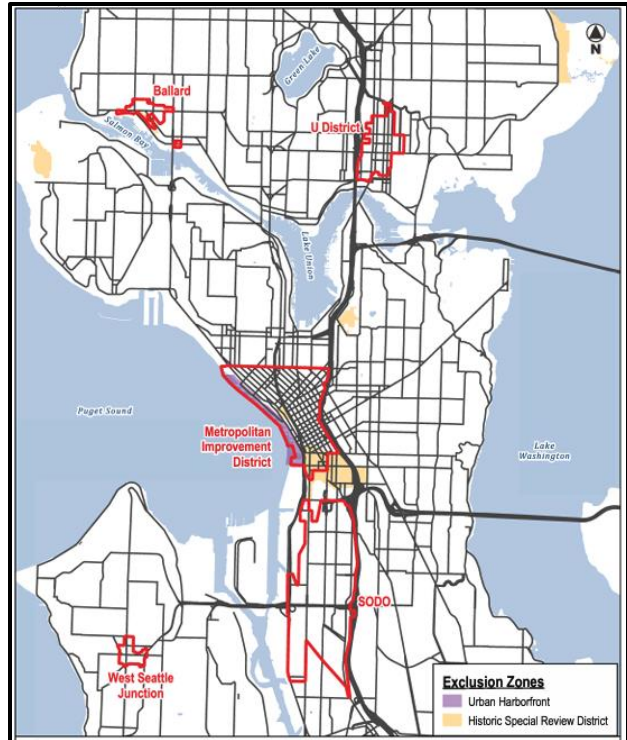 N
Green Lake
Ballard
U District
Salmon Bay
Lake Union
Puget Sound
Metropolitan
Improvement
District
Lake
Washington
SODO
West Seattle
Junction
Exclusion Zones
Urban Harborfront
Historic Special Review District